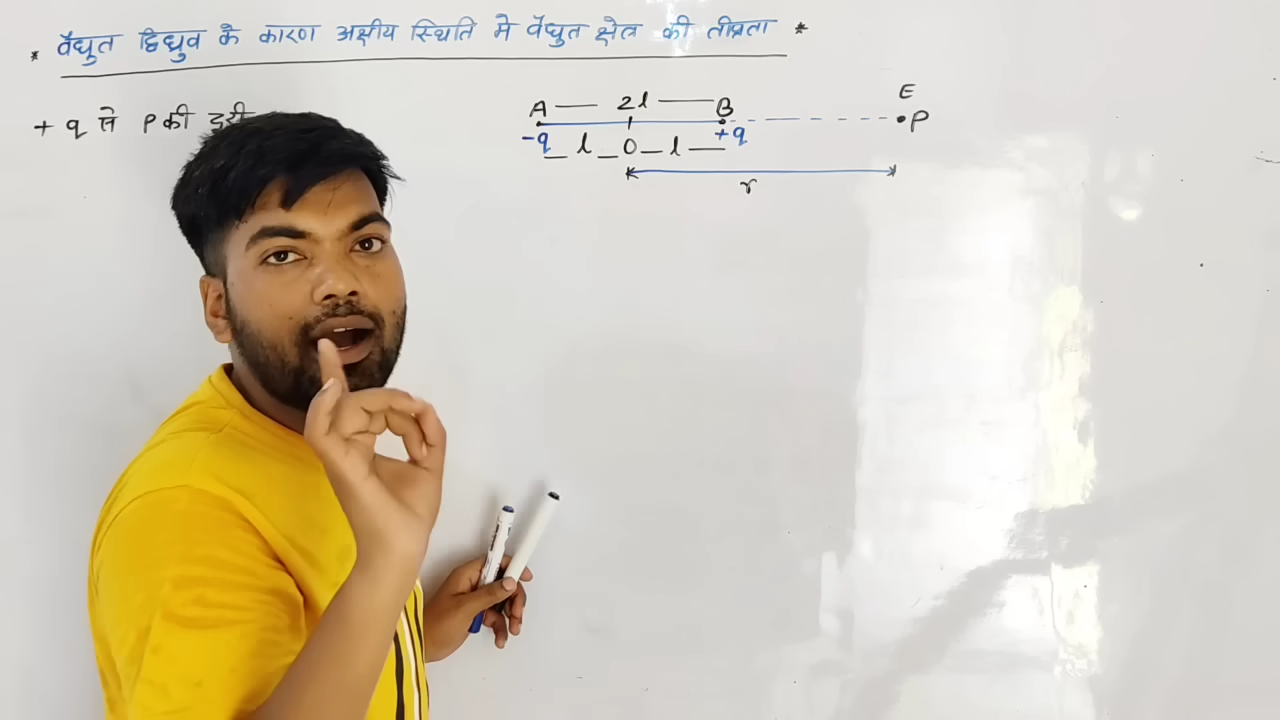 * वैद्युत द्विध्रुव के कारण अक्षीय स्थिति मे वैद्युत क्षेत्र की तीव्रता *
+q से P की दूरी
A — 2l — B
E
P
-q
+q
l O l
r